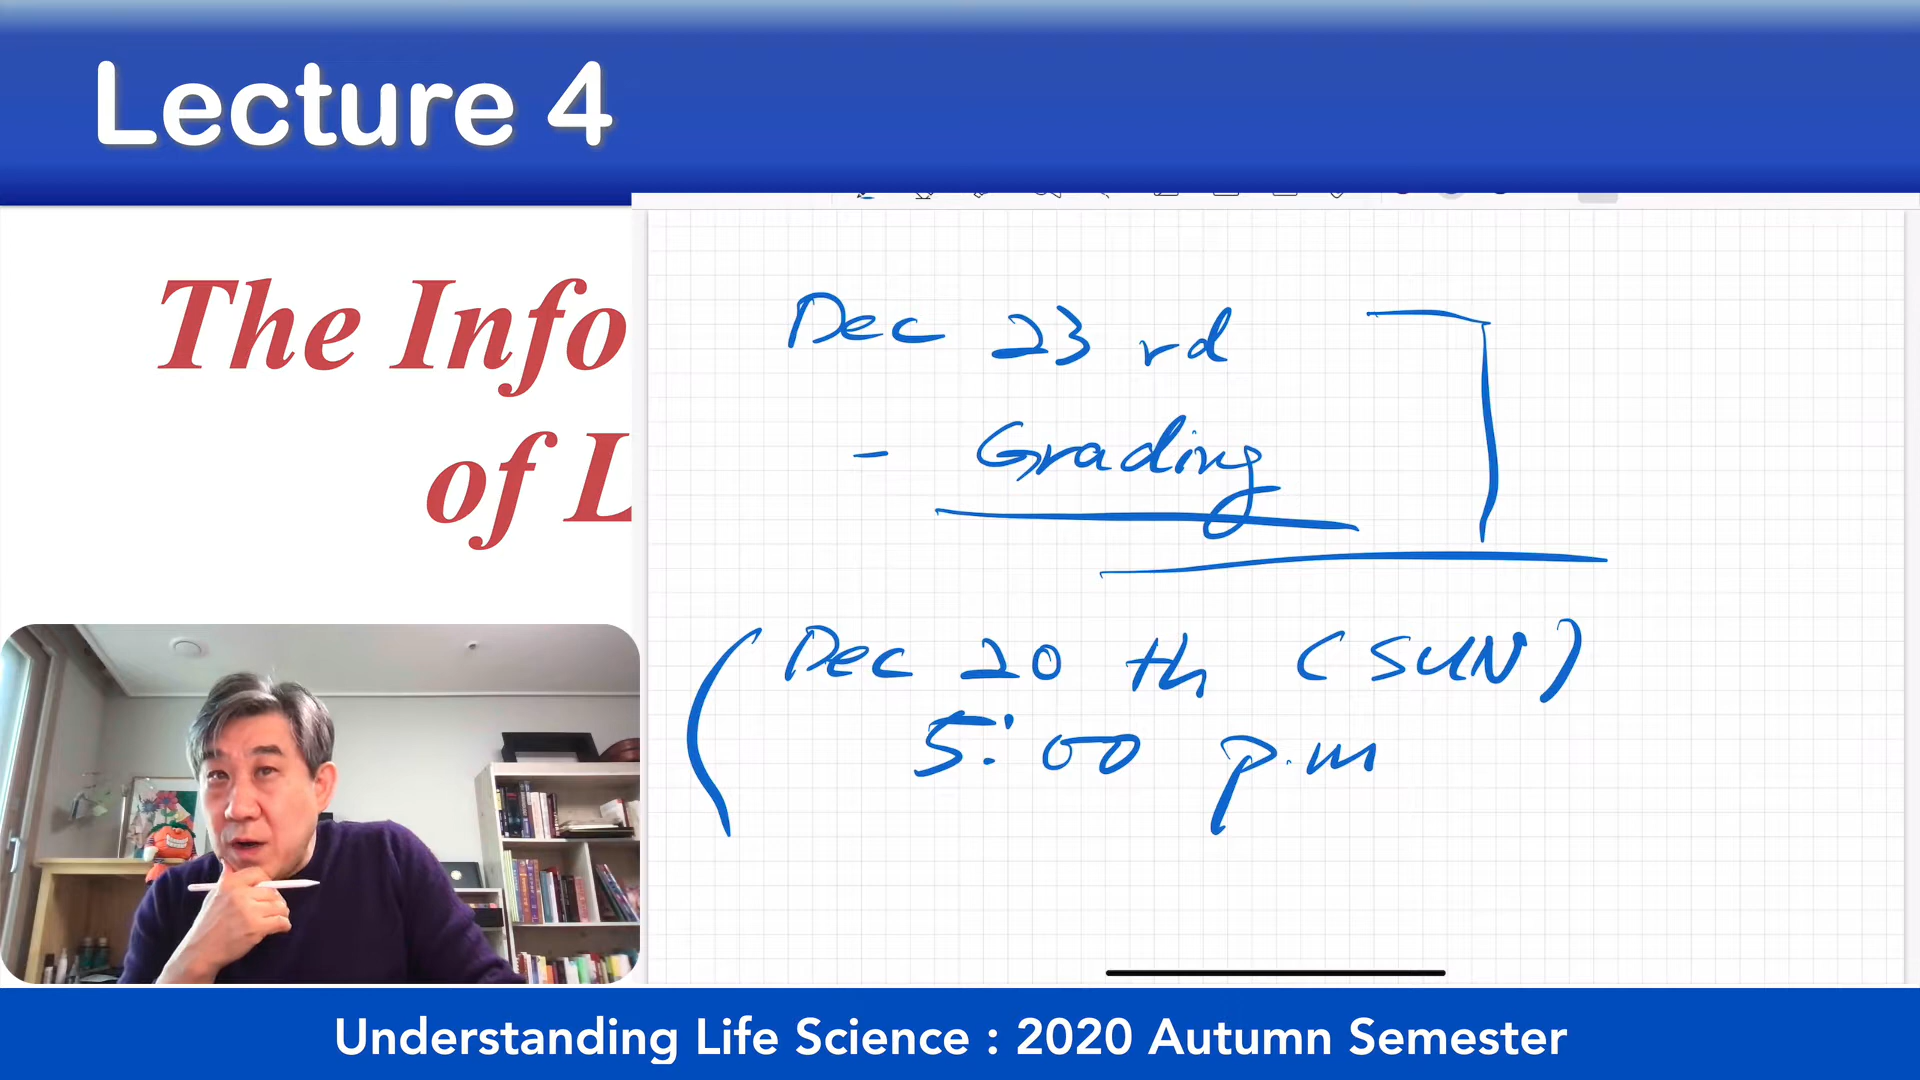 Lecture 4
The Info
of L
Dec 23 rd
- Grading
Dec 20 th (SUN)
5:00 p.m
Understanding Life Science : 2020 Autumn Semester